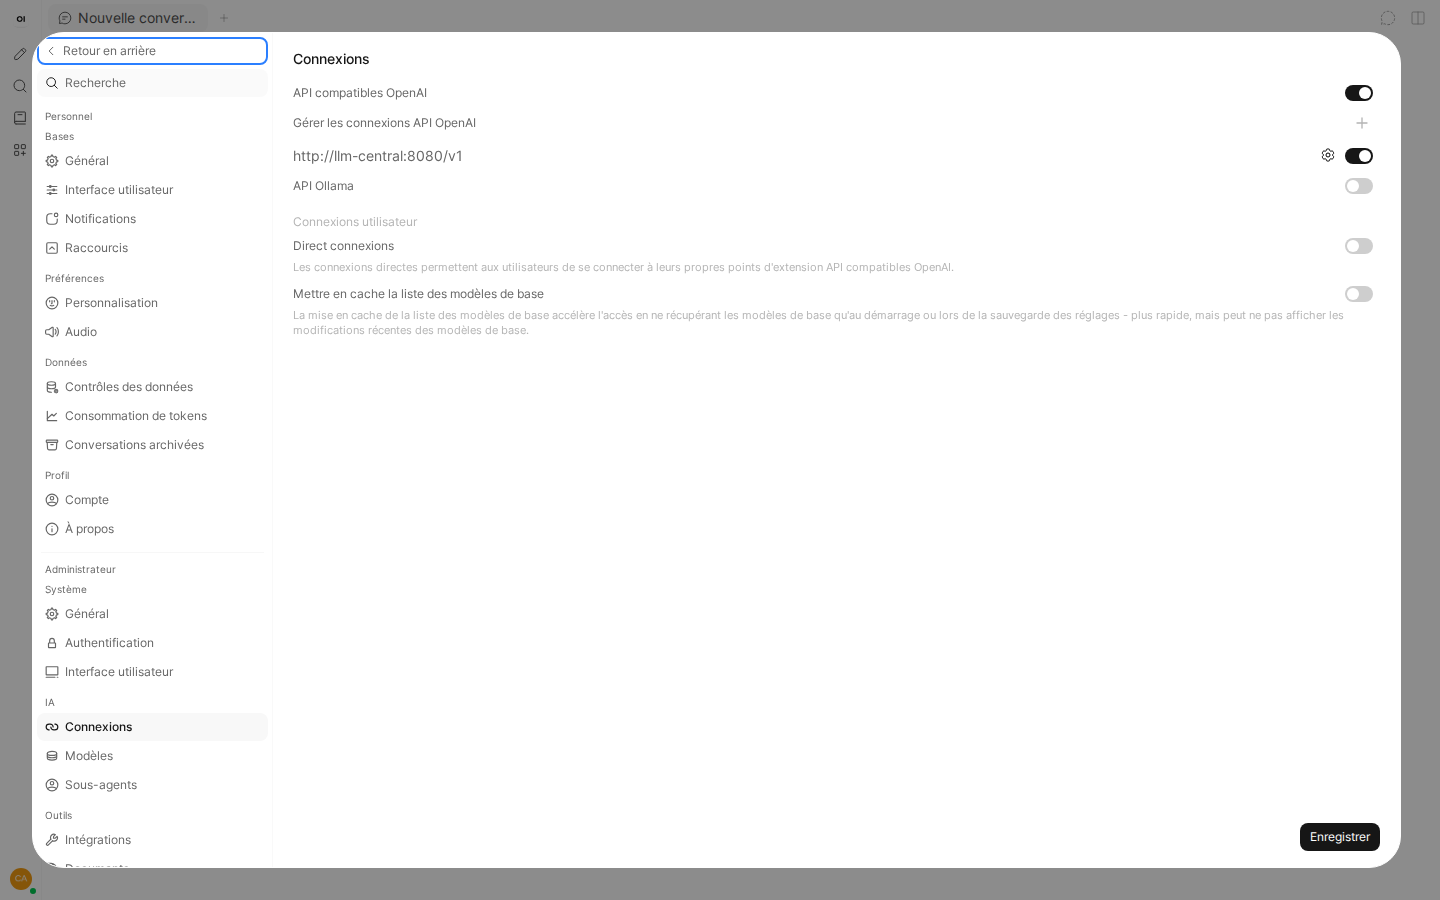 OI
Nouvelle conver...
Retour en arrière
Recherche
Personnel
Bases
Général
Interface utilisateur
Notifications
Raccourcis
Préférences
Personnalisation
Audio
Données
Contrôles des données
Consommation de tokens
Conversations archivées
Profil
Compte
À propos
Administrateur
Système
Général
Authentification
Interface utilisateur
IA
Connexions
Modèles
Sous-agents
Outils
Intégrations
CA
Connexions
API compatibles OpenAI
Gérer les connexions API OpenAI
http://llm-central:8080/v1
API Ollama
Connexions utilisateur
Direct connexions
Les connexions directes permettent aux utilisateurs de se connecter à leurs propres points d'extension API compatibles OpenAI.
Mettre en cache la liste des modèles de base
La mise en cache de la liste des modèles de base accélère l'accès en ne récupérant les modèles de base qu'au démarrage ou lors de la sauvegarde des réglages - plus rapide, mais peut ne pas afficher les
modifications récentes des modèles de base.
Enregistrer